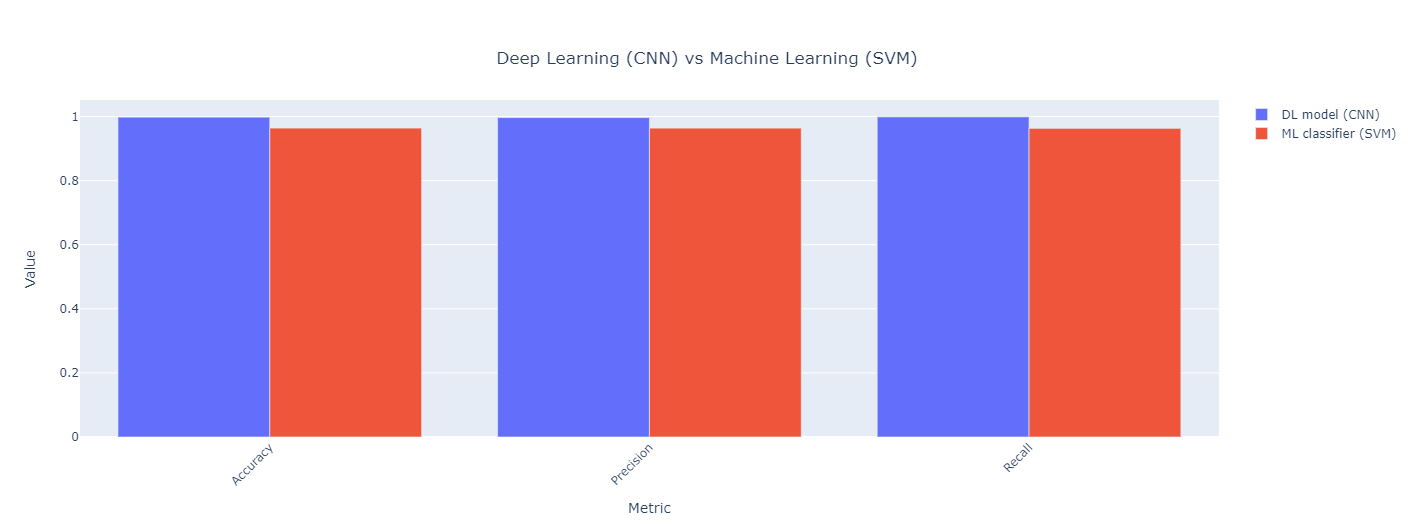 Deep Learning (CNN) vs Machine Learning (SVM)
DL model (CNN)
ML classifier (SVM)
1
0.8
0.6
0.4
0.2
0
Value
Accuracy
Precision
Recall
Metric